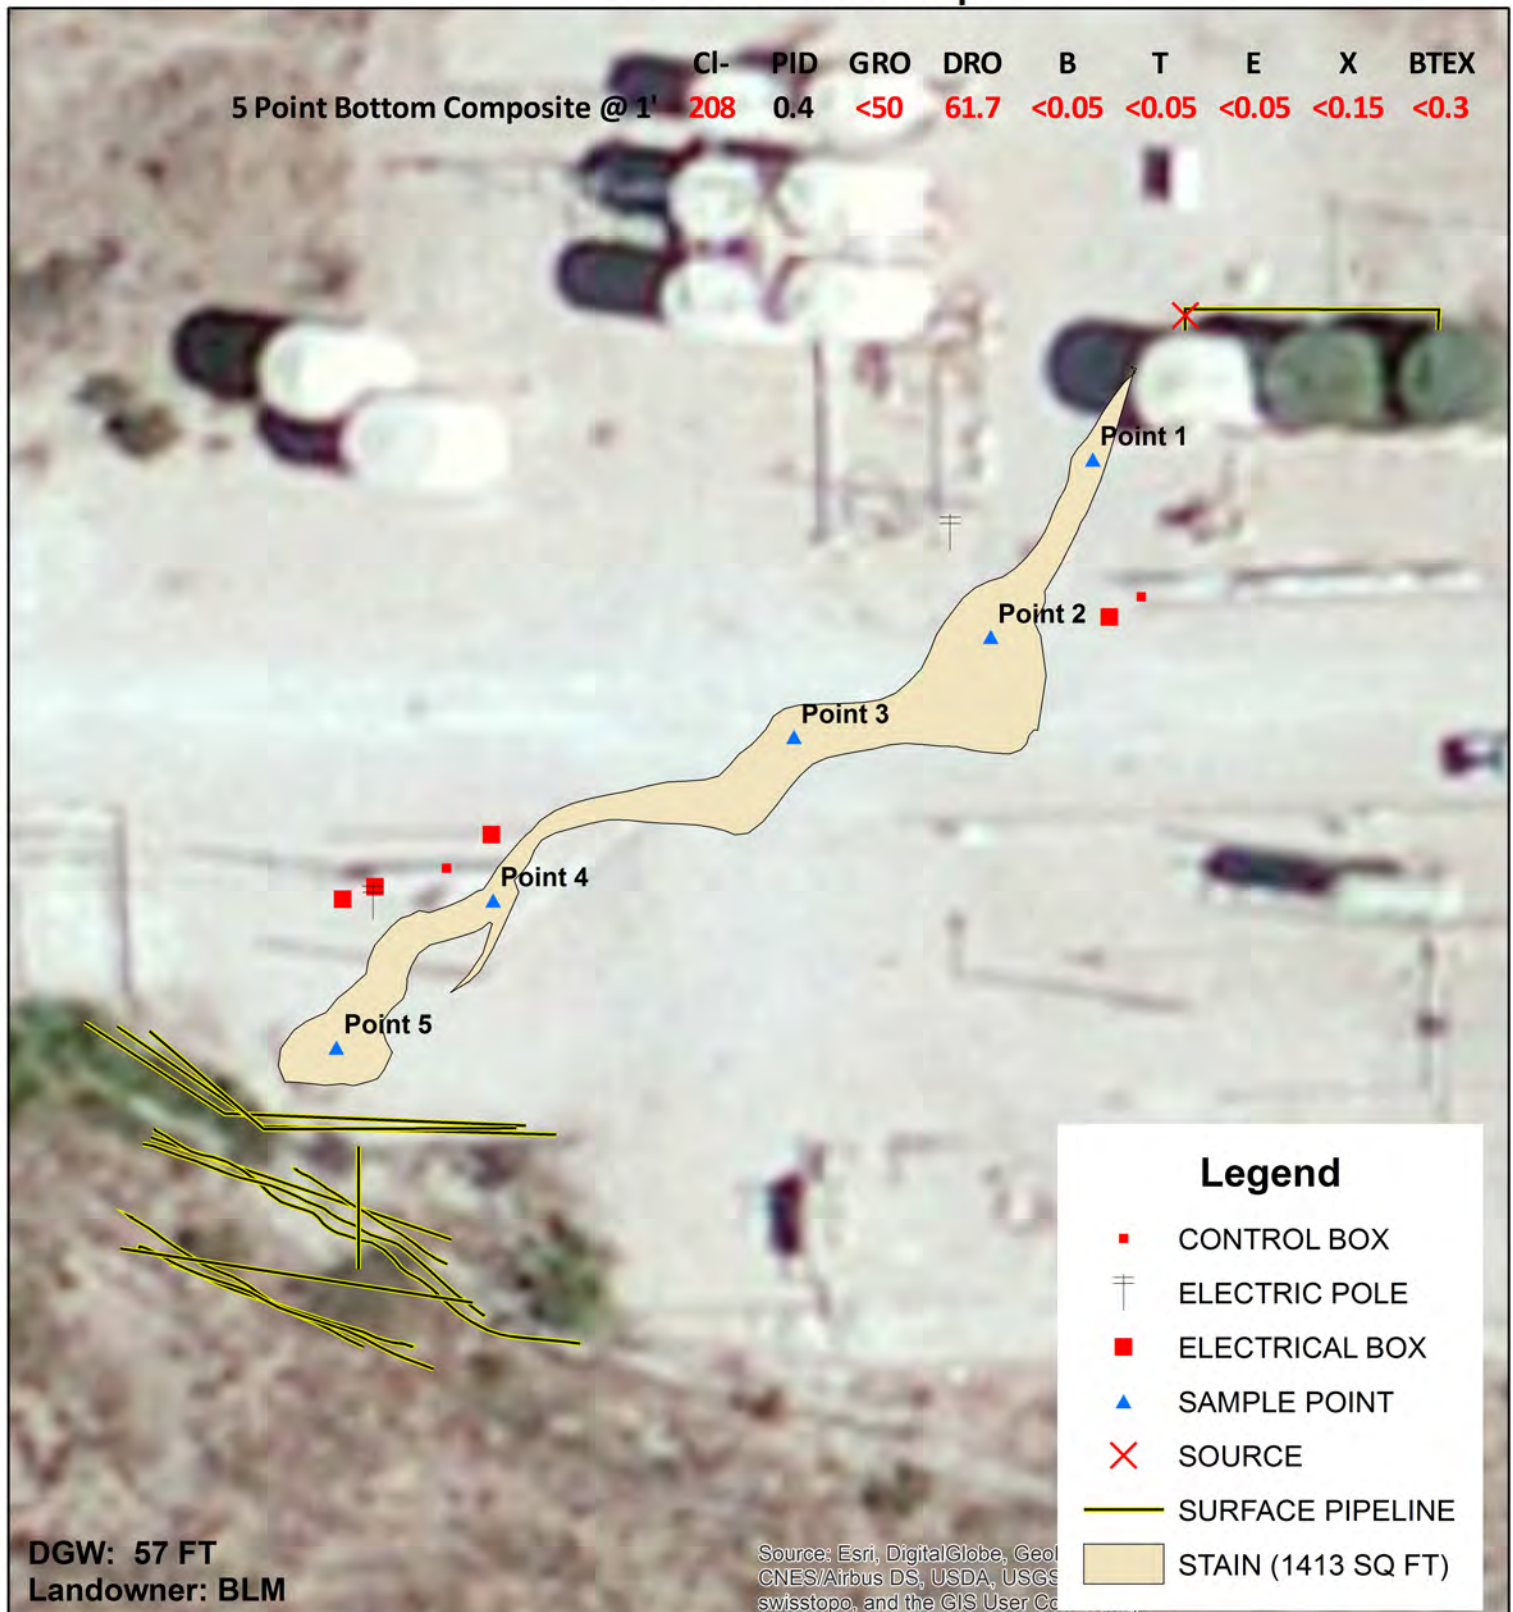 Cl- PID GRO DRO B T E X BTEX
5 Point Bottom Composite @ 1' 208 0.4 <50 61.7 <0.05 <0.05 <0.05 <0.15 <0.3
Point 1
Point 2
Point 3
Point 4
Point 5
Legend
CONTROL BOX
ELECTRIC POLE
ELECTRICAL BOX
SAMPLE POINT
SOURCE
SURFACE PIPELINE
STAIN (1413 SQ FT)
DGW: 57 FT
Landowner: BLM
Source: Esri, DigitalGlobe,
CNES/Airbus DS, USDA, USGS
swisstopo, and the GIS User